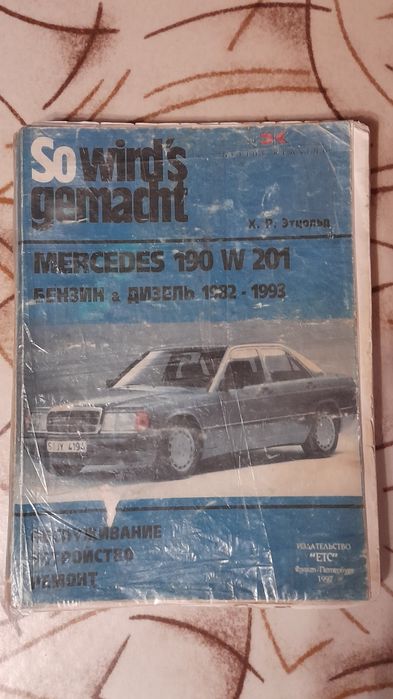 So wird's
gemacht
Х. Р. Этцольд
MERCEDES 190 W 201
БЕНЗИН & ДИЗЕЛЬ 1982 - 1993
ОБСЛУЖИВАНИЕ
УСТРОЙСТВО
РЕМОНТ
ИЗДАТЕЛЬСТВО
"ЕТС"
Санкт-Петербург
1997